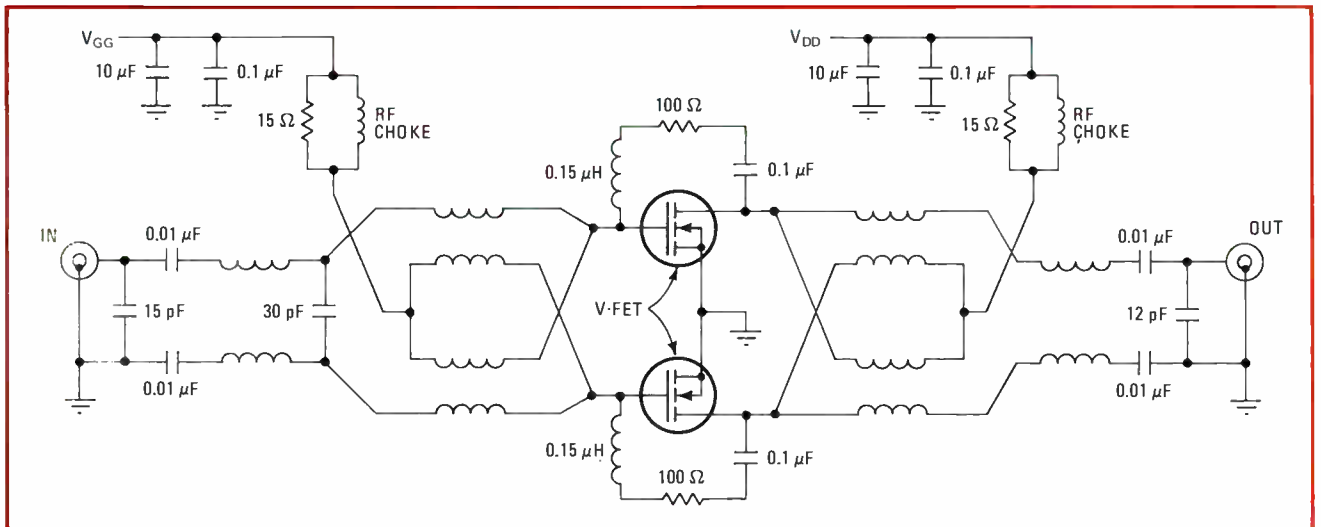 V_GG
10 μF
0.1 μF
15 Ω
RF
CHOKE
V_DD
10 μF
0.1 μF
15 Ω
RF
CHOKE
100 Ω
0.15 μH
0.1 μF
IN
0.01 μF
15 pF
30 pF
0.01 μF
V-FET
OUT
0.01 μF
12 pF
0.01 μF
0.15 μH
100 Ω
0.1 μF